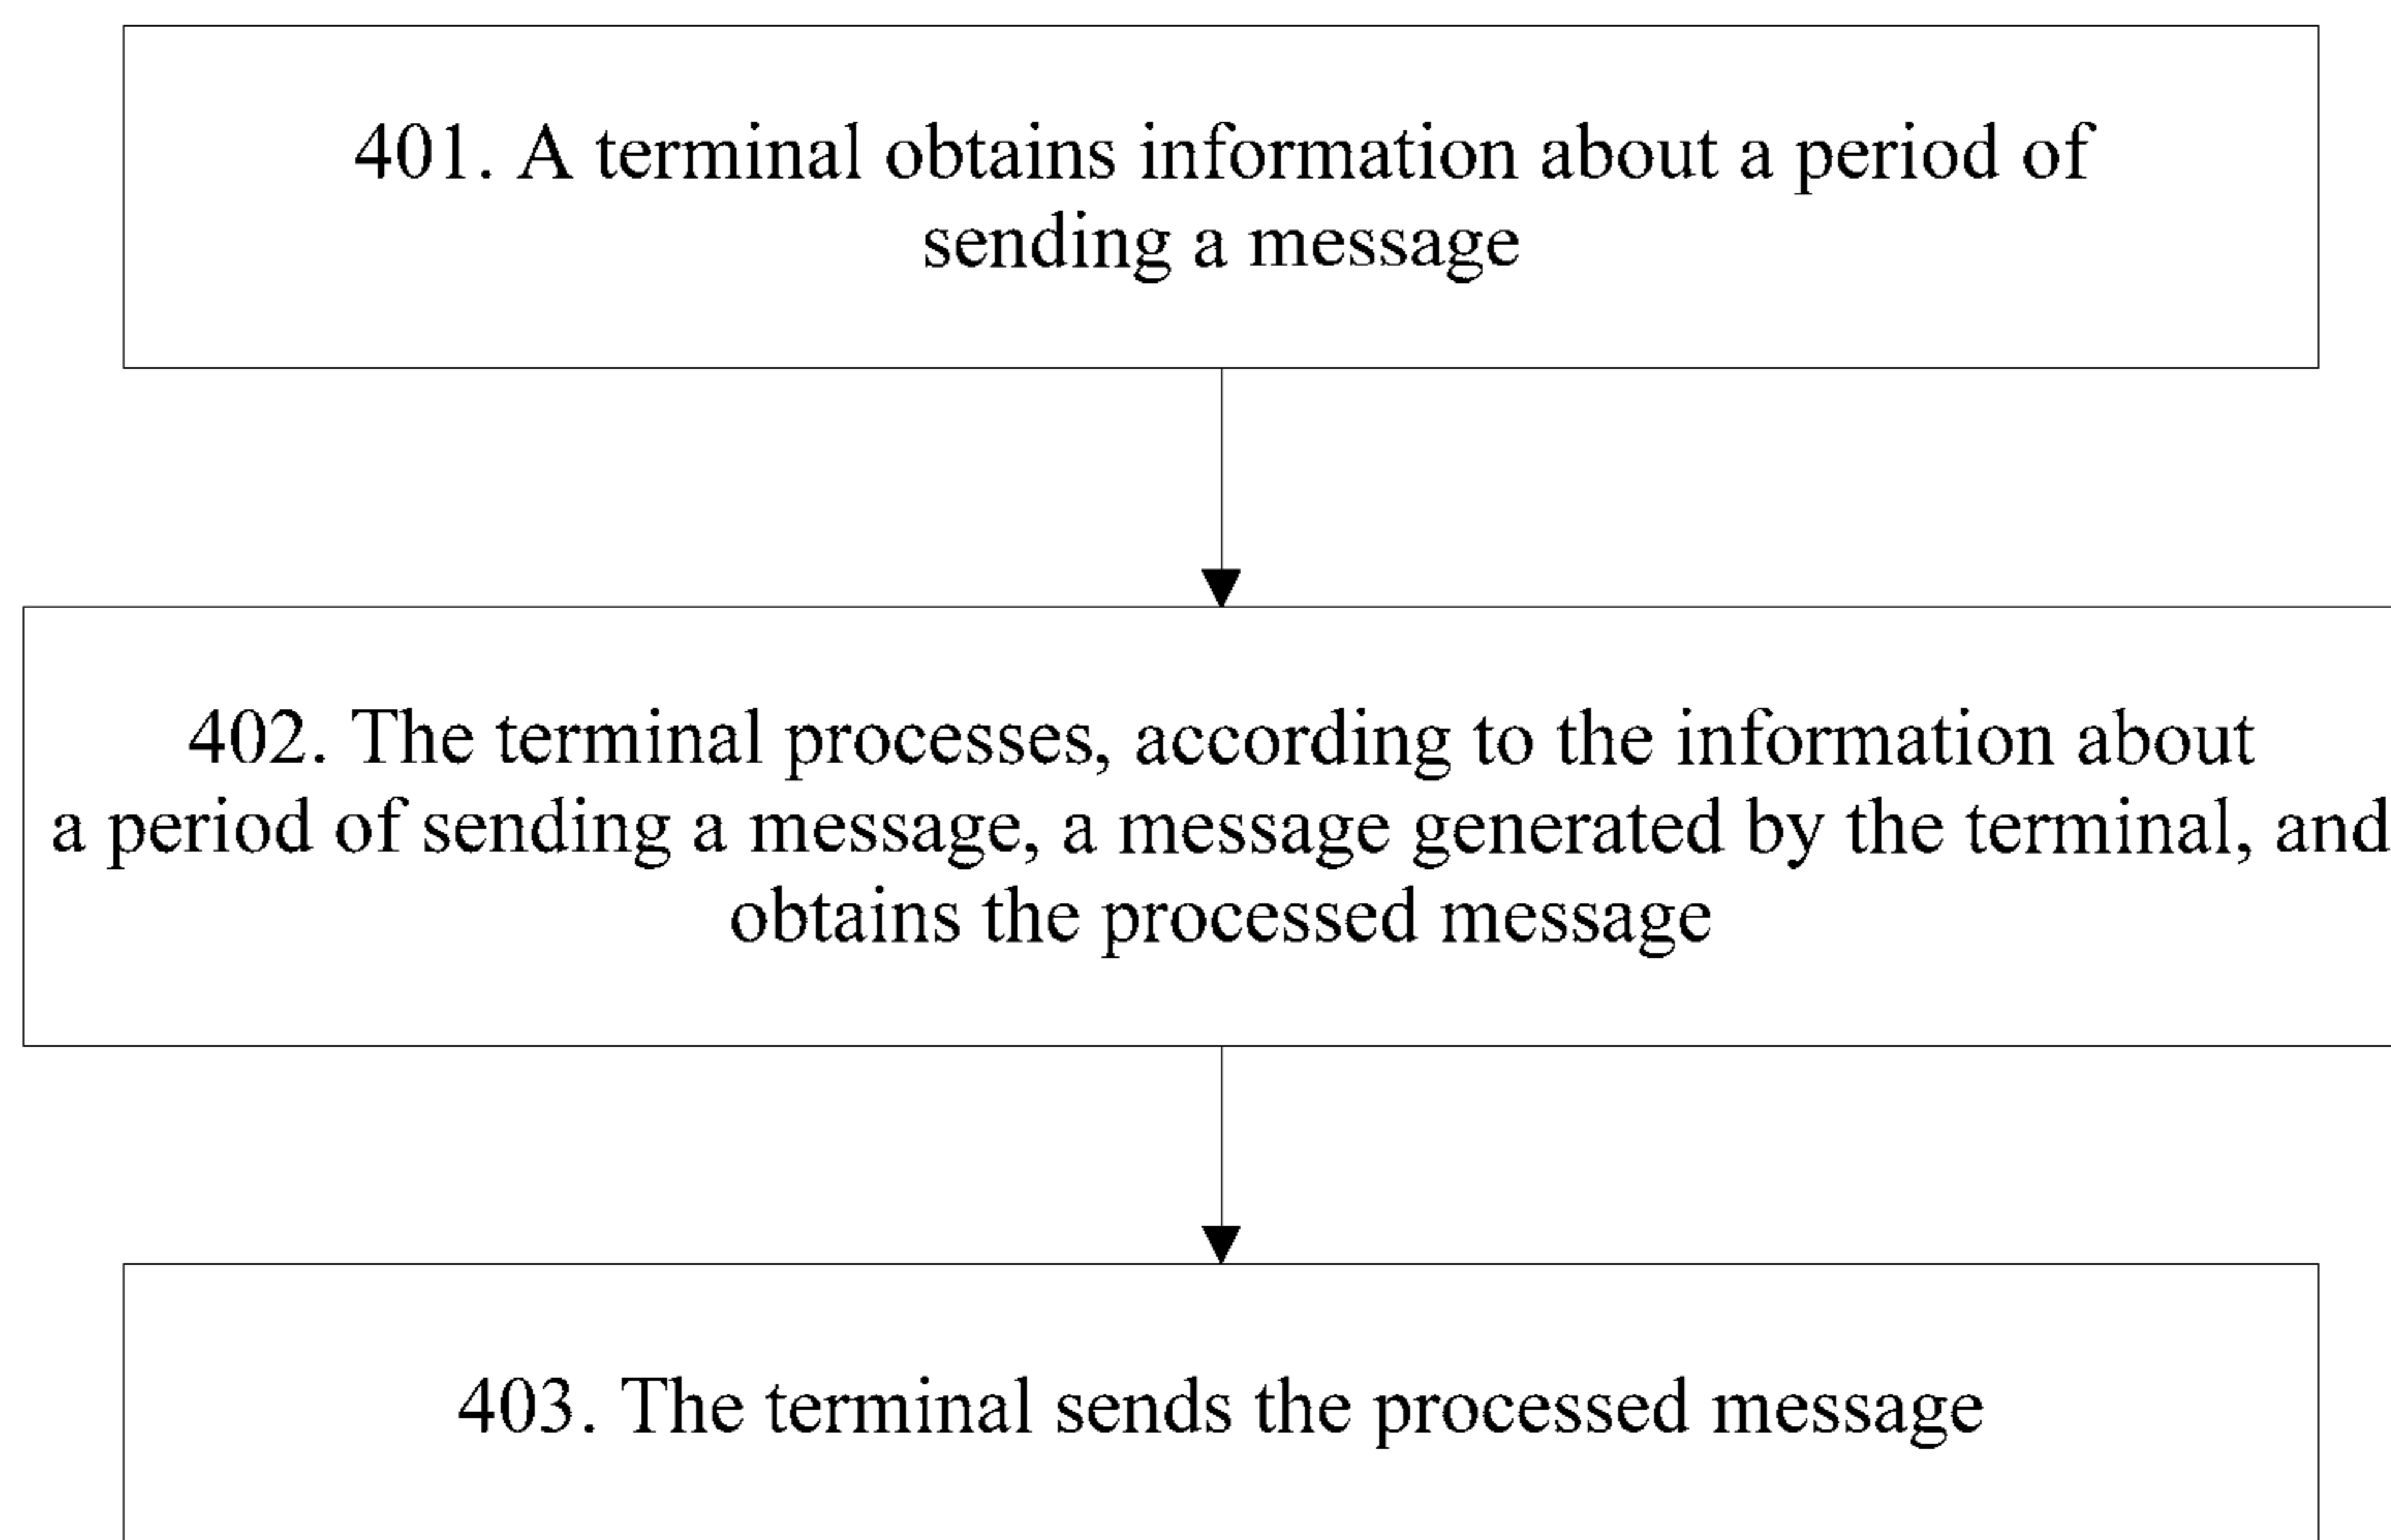 401. A terminal obtains information about a period of
sending a message
402. The terminal processes, according to the information about
a period of sending a message, a message generated by the terminal, and
obtains the processed message
403. The terminal sends the processed message